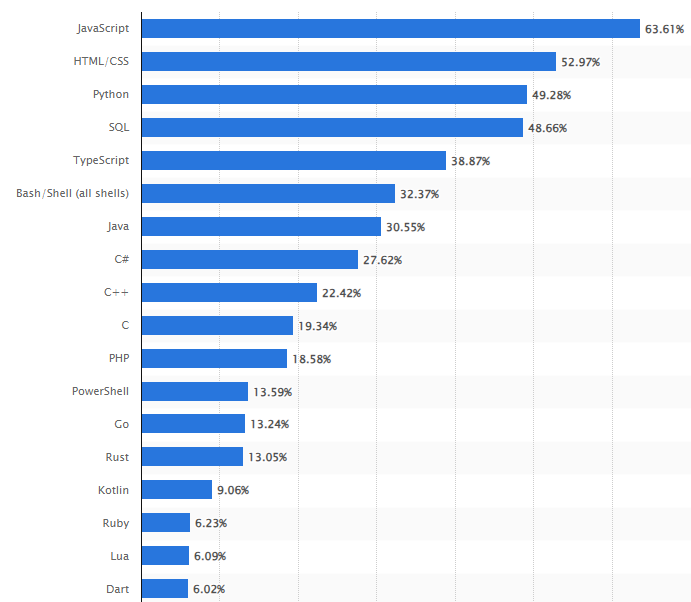 JavaScript 63.61%
HTML/CSS 52.97%
Python 49.28%
SQL 48.66%
TypeScript 38.87%
Bash/Shell (all shells) 32.37%
Java 30.55%
C# 27.62%
C++ 22.42%
C 19.34%
PHP 18.58%
PowerShell 13.59%
Go 13.24%
Rust 13.05%
Kotlin 9.06%
Ruby 6.23%
Lua 6.09%
Dart 6.02%